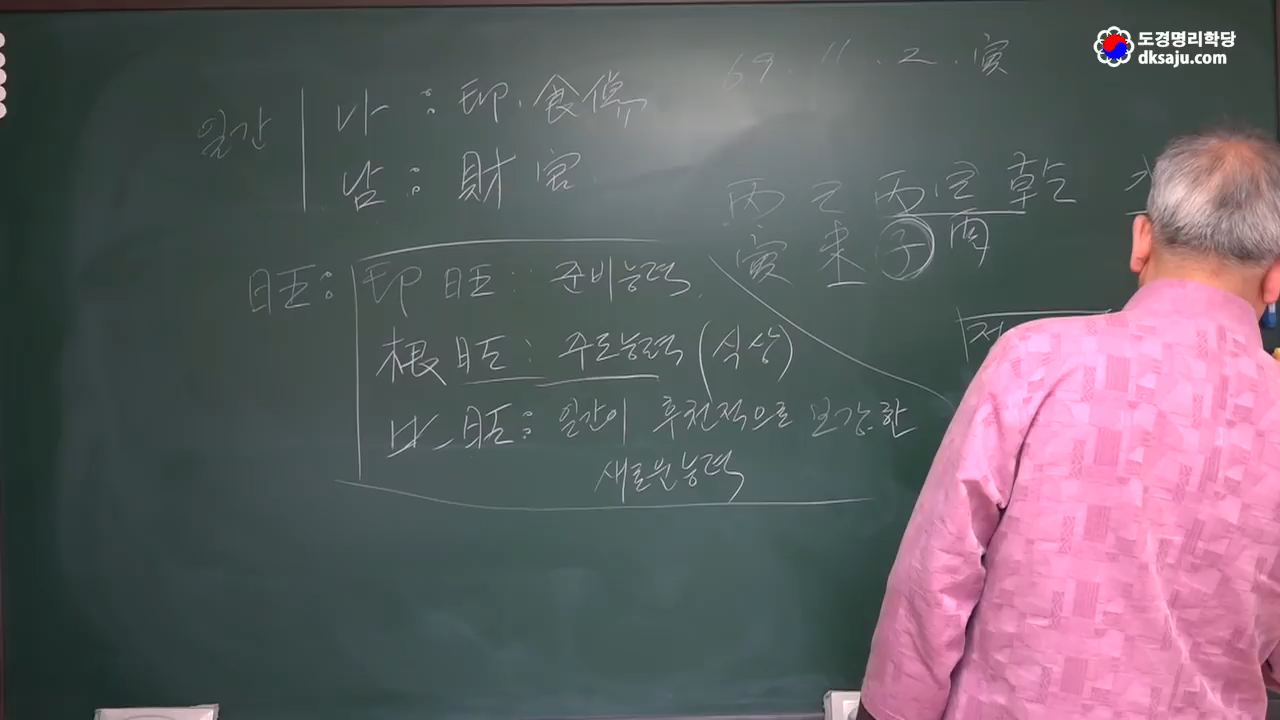 도경명리학당
dksaju.com
69. 11. 2. 寅
일간 나 : 印. 食傷
남 : 財 官
丙 己 丙 己 乾
寅 未 子 酉
旺: 印 旺: 준비능력
根 旺: 주도능력 (식상)
比 旺: 일간이 후천적으로 보강한
새로운 능력